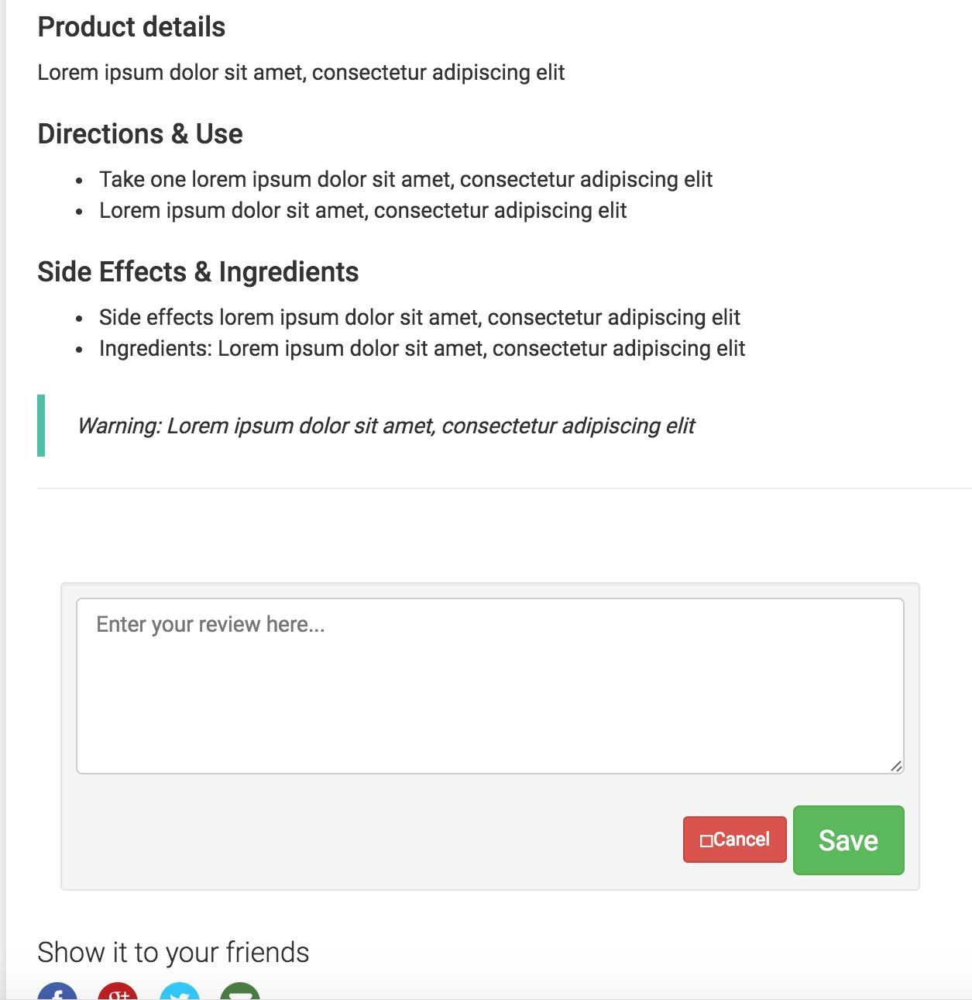 Product details
Lorem ipsum dolor sit amet, consectetur adipiscing elit
Directions & Use
• Take one lorem ipsum dolor sit amet, consectetur adipiscing elit
• Lorem ipsum dolor sit amet, consectetur adipiscing elit
Side Effects & Ingredients
• Side effects lorem ipsum dolor sit amet, consectetur adipiscing elit
• Ingredients: Lorem ipsum dolor sit amet, consectetur adipiscing elit
Warning: Lorem ipsum dolor sit amet, consectetur adipiscing elit
Enter your review here...
□Cancel Save
Show it to your friends
f g+